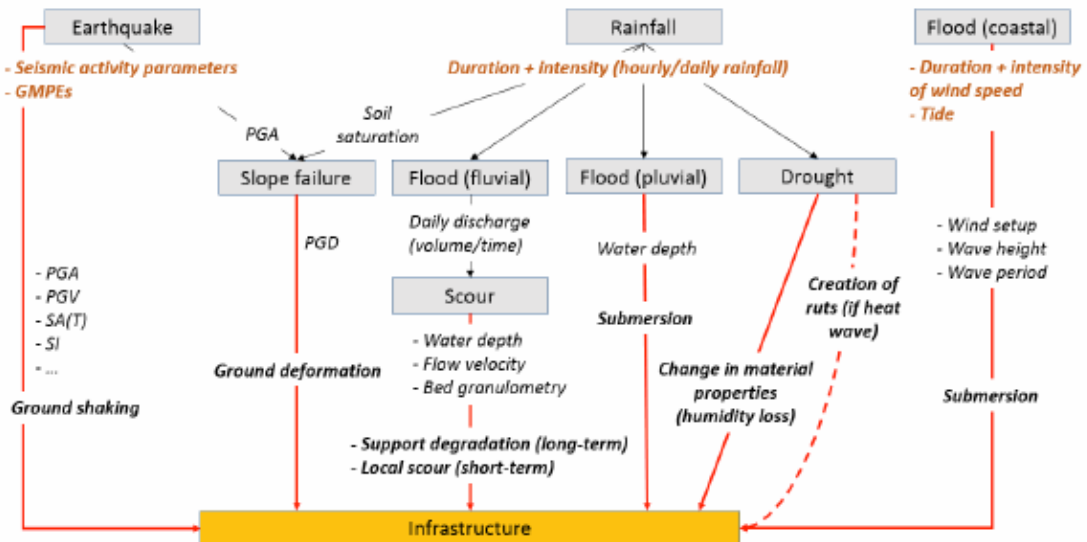 Earthquake
Rainfall
Flood (coastal)
- Seismic activity parameters
- GMPEs
Duration + intensity (hourly/daily rainfall)
- Duration + intensity
of wind speed
- Tide
PGA
Soil
saturation
Slope failure
Flood (fluvial)
Flood (pluvial)
Drought
PGD
Daily discharge
(volume/time)
Water depth
- Wind setup
- Wave height
- Wave period
- PGA
- PGV
- SA(T)
- SI
- ...
Scour
Creation of
ruts (if heat
wave)
Submersion
- Water depth
- Flow velocity
- Bed granulometry
Ground deformation
Change in material
properties
(humidity loss)
Ground shaking
Submersion
- Support degradation (long-term)
- Local scour (short-term)
Infrastructure